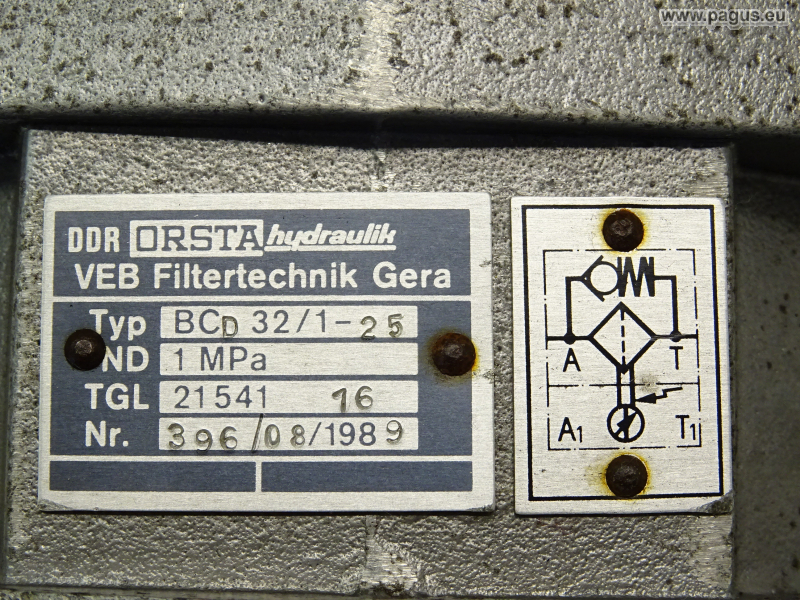 www.pagus.eu
DDR ORSTA hydraulik
VEB Filtertechnik Gera
Typ BCD 32/1-25
ND 1 MPa
TGL 21541 16
Nr. 396/08/1989
A T
A1 T1